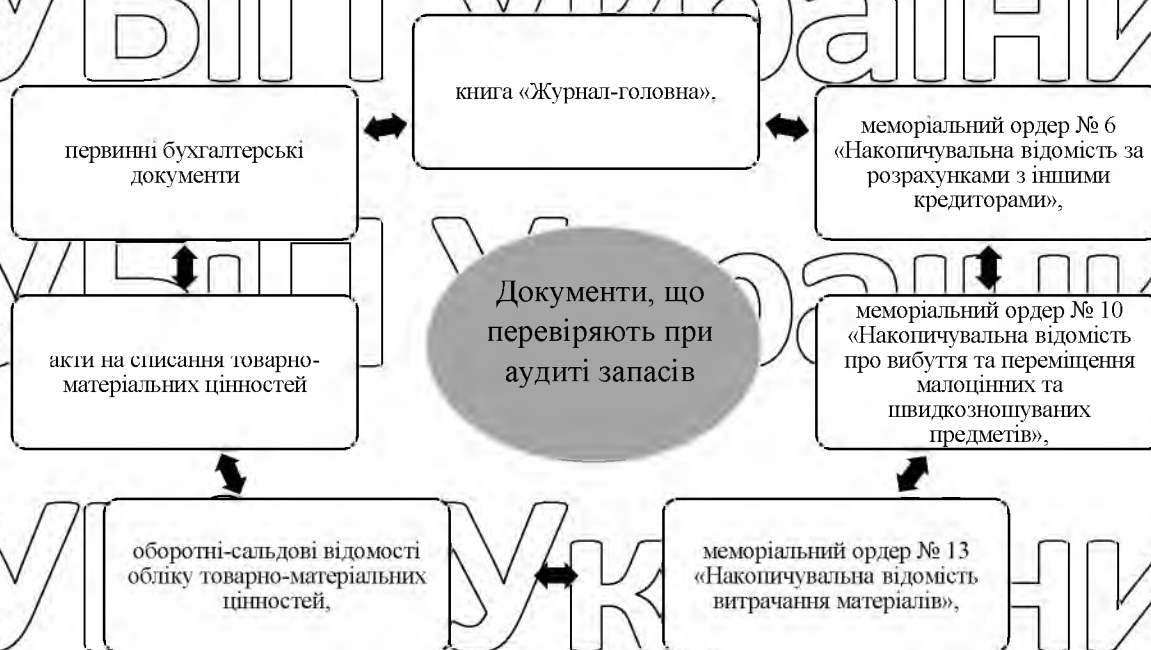 книга «Журнал-головна»,
меморіальний ордер № 6
«Накопичувальна відомість за
розрахунками з іншими
кредиторами»,
меморіальний ордер № 10
«Накопичувальна відомість
про вибуття та переміщення
малоцінних та
швидкозношуваних
предметів»,
меморіальний ордер № 13
«Накопичувальна відомість
витрачання матеріалів»,
оборотні-сальдові відомості
обліку товарно-матеріальних
цінностей,
акти на списання товарно-
матеріальних цінностей
первинні бухгалтерські
документи
Документи, що
перевіряють при
аудиті запасів